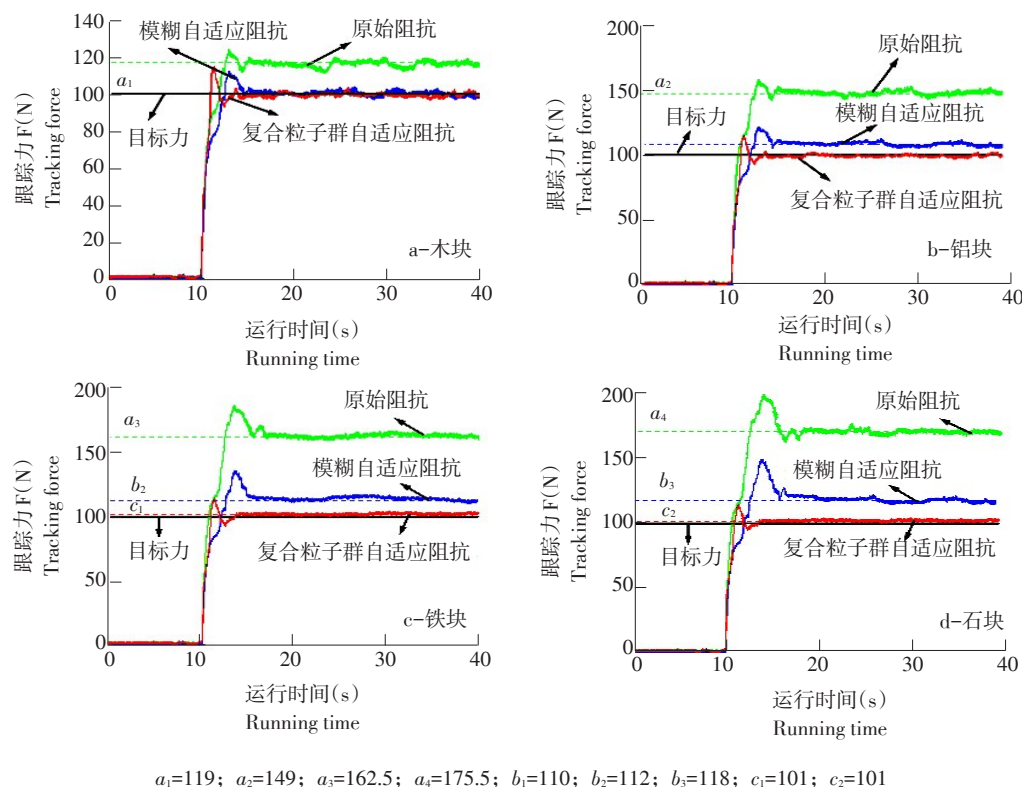 跟踪力 F(N)
Tracking force
140
120
100
80
60
40
20
0
a₁
模糊自适应阻抗
原始阻抗
目标力
复合粒子群自适应阻抗
a-木块
0 10 20 30 40
运行时间(s)
Running time
跟踪力 F(N)
Tracking force
200
150
100
50
0
a₂
原始阻抗
模糊自适应阻抗
目标力
复合粒子群自适应阻抗
b-铝块
0 10 20 30 40
运行时间(s)
Running time
跟踪力 F(N)
Tracking force
200
150
100
50
0
a₃
b₂
c₁
原始阻抗
模糊自适应阻抗
目标力
复合粒子群自适应阻抗
c-铁块
0 10 20 30 40
运行时间(s)
Running time
跟踪力 F(N)
Tracking force
200
150
100
50
0
a₄
b₃
c₂
原始阻抗
模糊自适应阻抗
目标力
复合粒子群自适应阻抗
d-石块
0 10 20 30 40
运行时间(s)
Running time
a₁=119；a₂=149；a₃=162.5；a₄=175.5；b₁=110；b₂=112；b₃=118；c₁=101；c₂=101